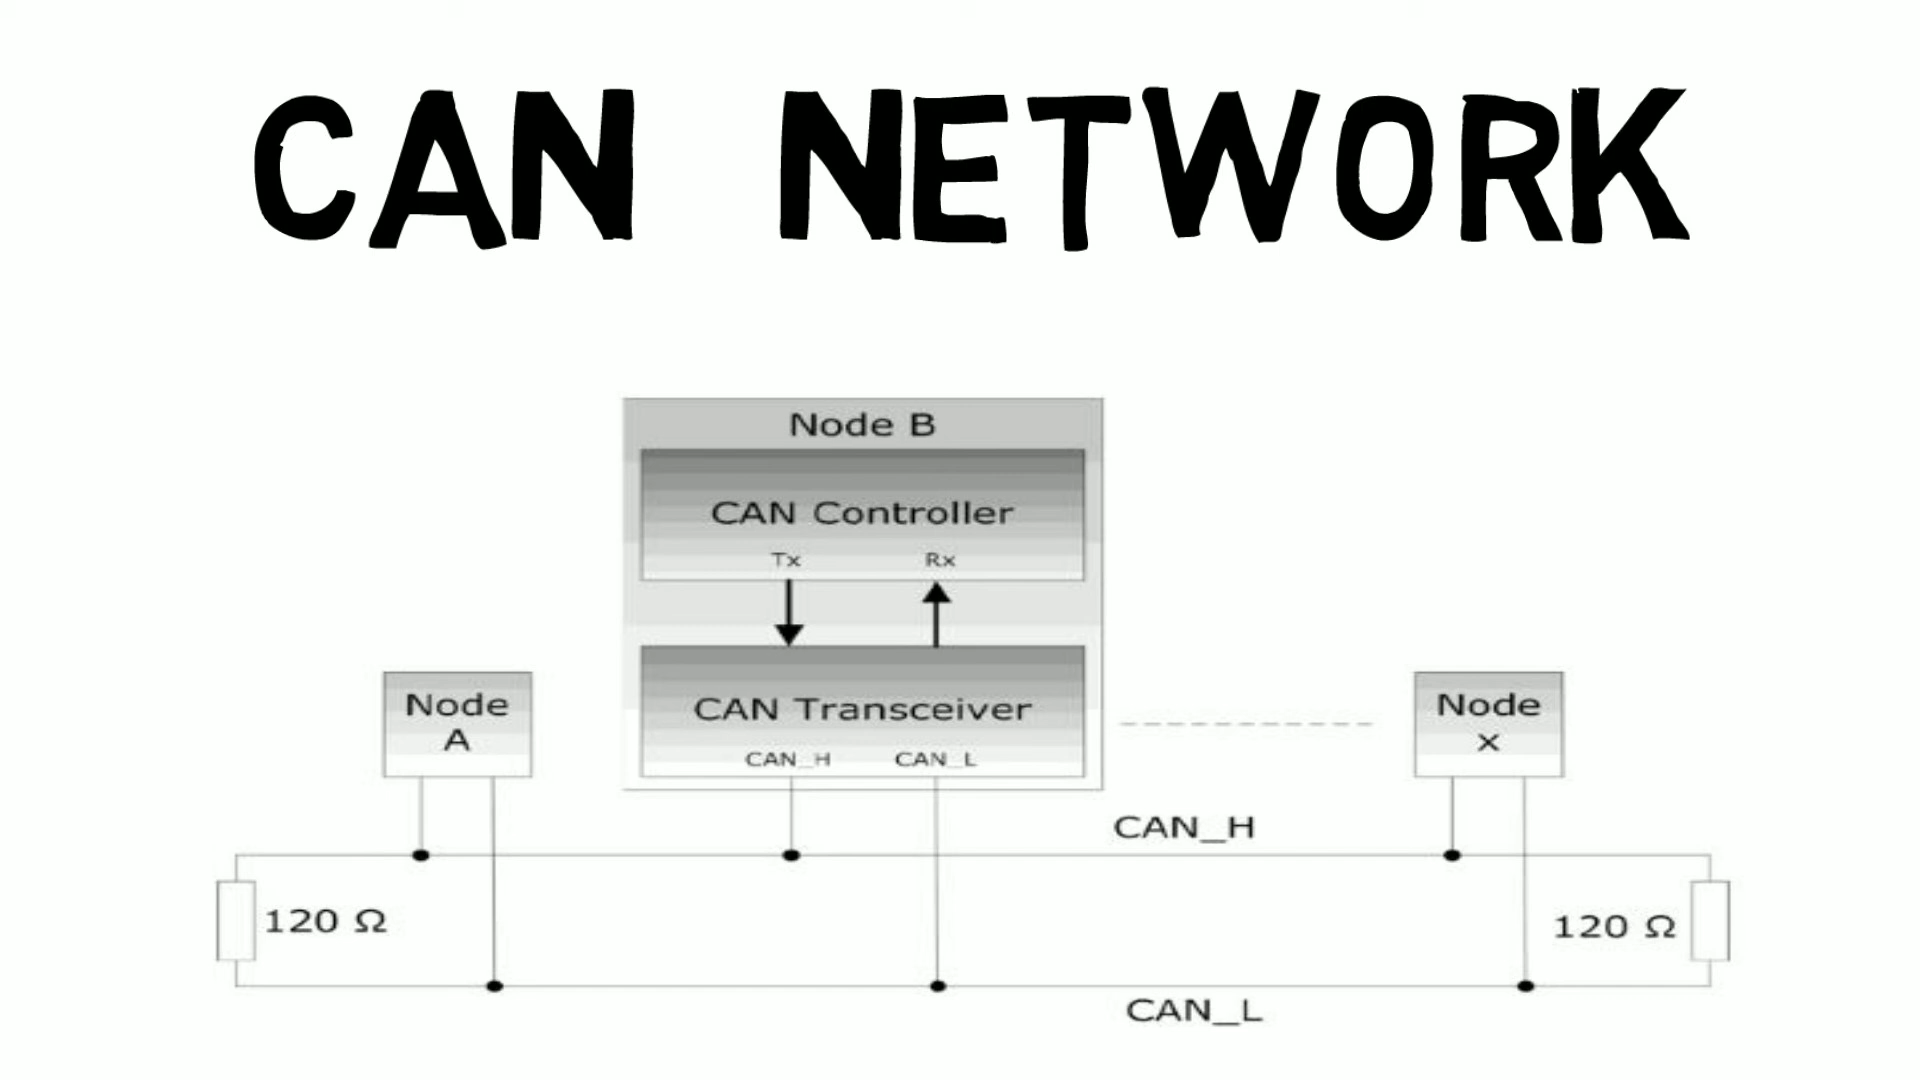 CAN NETWORK
Node B
CAN Controller
Tx Rx
CAN Transceiver
CAN_H CAN_L
Node
A
Node
x
CAN_H
120 Ω
120 Ω
CAN_L